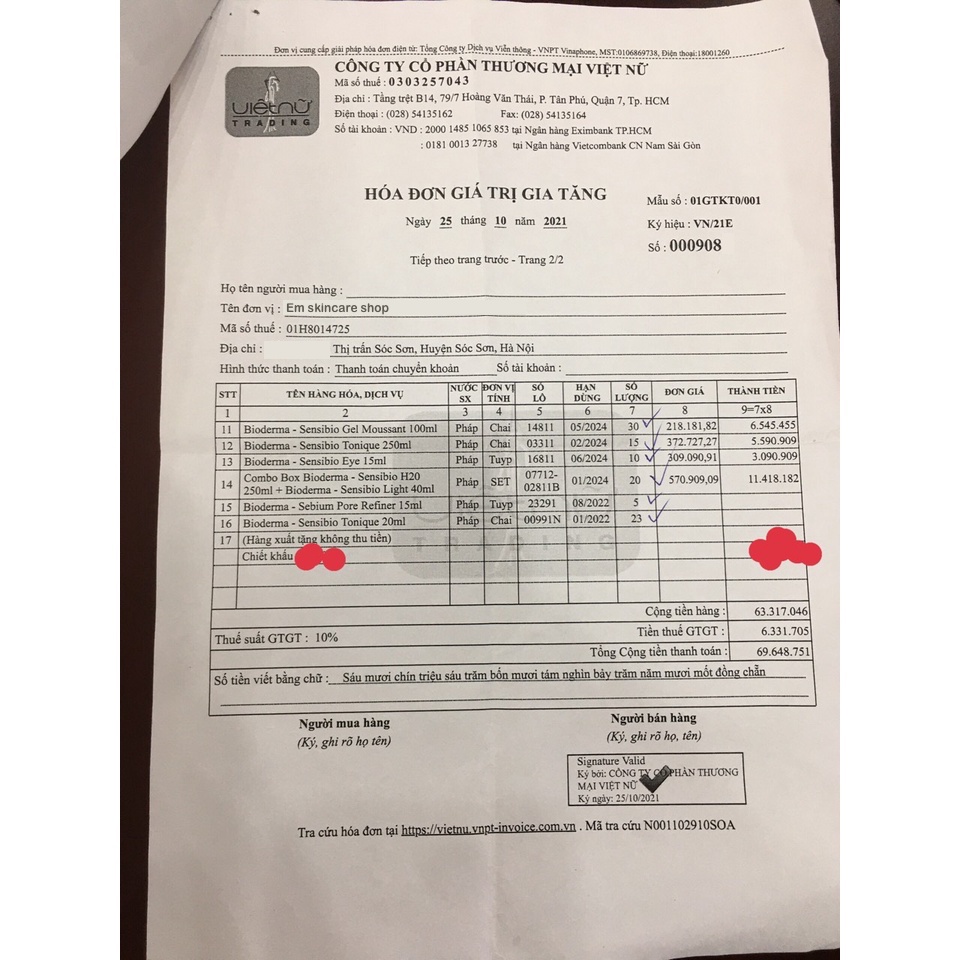 Đơn vị cung cấp giải pháp hóa đơn điện tử: Tổng Công ty Dịch vụ Viễn thông - VNPT Vinaphone, MST:0106869738, Điện thoại:18001260
CÔNG TY CỔ PHẦN THƯƠNG MẠI VIỆT NỮ
Mã số thuế : 0303257043
Địa chỉ : Tầng trệt B14, 79/7 Hoàng Văn Thái, P. Tân Phú, Quận 7, Tp. HCM
Điện thoại : (028) 54135162 Fax: (028) 54135164
Số tài khoản : VND : 2000 1485 1065 853 tại Ngân hàng Eximbank TP.HCM
: 0181 0013 27738 tại Ngân hàng Vietcombank CN Nam Sài Gòn
việtnữ
TRADING
HÓA ĐƠN GIÁ TRỊ GIA TĂNG
Mẫu số : 01GTKT0/001
Ngày 25 tháng 10 năm 2021
Ký hiệu : VN/21E
Số : 000908
Tiếp theo trang trước - Trang 2/2
Họ tên người mua hàng :
Tên đơn vị : Em skincare shop
Mã số thuế : 01H8014725
Địa chỉ : Thị trấn Sóc Sơn, Huyện Sóc Sơn, Hà Nội
Hình thức thanh toán : Thanh toán chuyển khoản Số tài khoản :
STT TÊN HÀNG HÓA, DỊCH VỤ NƯỚC SX ĐƠN VỊ TÍNH SỐ LÔ HẠN DÙNG SỐ LƯỢNG ĐƠN GIÁ THÀNH TIỀN
1 2 3 4 5 6 7 8 9=7x8
11 Bioderma - Sensibio Gel Moussant 100ml Pháp Chai 14811 05/2024 30 218.181,82 6.545.455
12 Bioderma - Sensibio Tonique 250ml Pháp Chai 03311 02/2024 15 372.727,27 5.590.909
13 Bioderma - Sensibio Eye 15ml Pháp Tuyp 16811 06/2024 10 309.090,91 3.090.909
14 Combo Box Bioderma - Sensibio H20 250ml + Bioderma - Sensibio Light 40ml Pháp SET 07712-02811B 01/2024 20 570.909,09 11.418.182
15 Bioderma - Sebium Pore Refiner 15ml Pháp Tuyp 23291 08/2022 5
16 Bioderma - Sensibio Tonique 20ml Pháp Chai 00991N 01/2022 23
17 (Hàng xuất tặng không thu tiền)
Chiết khấu
TRADING
Cộng tiền hàng : 63.317.046
Thuế suất GTGT : 10% Tiền thuế GTGT : 6.331.705
Tổng Cộng tiền thanh toán : 69.648.751
Số tiền viết bằng chữ : Sáu mươi chín triệu sáu trăm bốn mươi tám nghìn bảy trăm năm mươi mốt đồng chẵn
Người mua hàng Người bán hàng
(Ký, ghi rõ họ tên) (Ký, ghi rõ họ, tên)
Signature Valid
Ký bởi: CÔNG TY CỔ PHẦN THƯƠNG
MẠI VIỆT NỮ
Ký ngày: 25/10/2021
Tra cứu hóa đơn tại https://vietnu.vnpt-invoice.com.vn . Mã tra cứu N001102910SOA